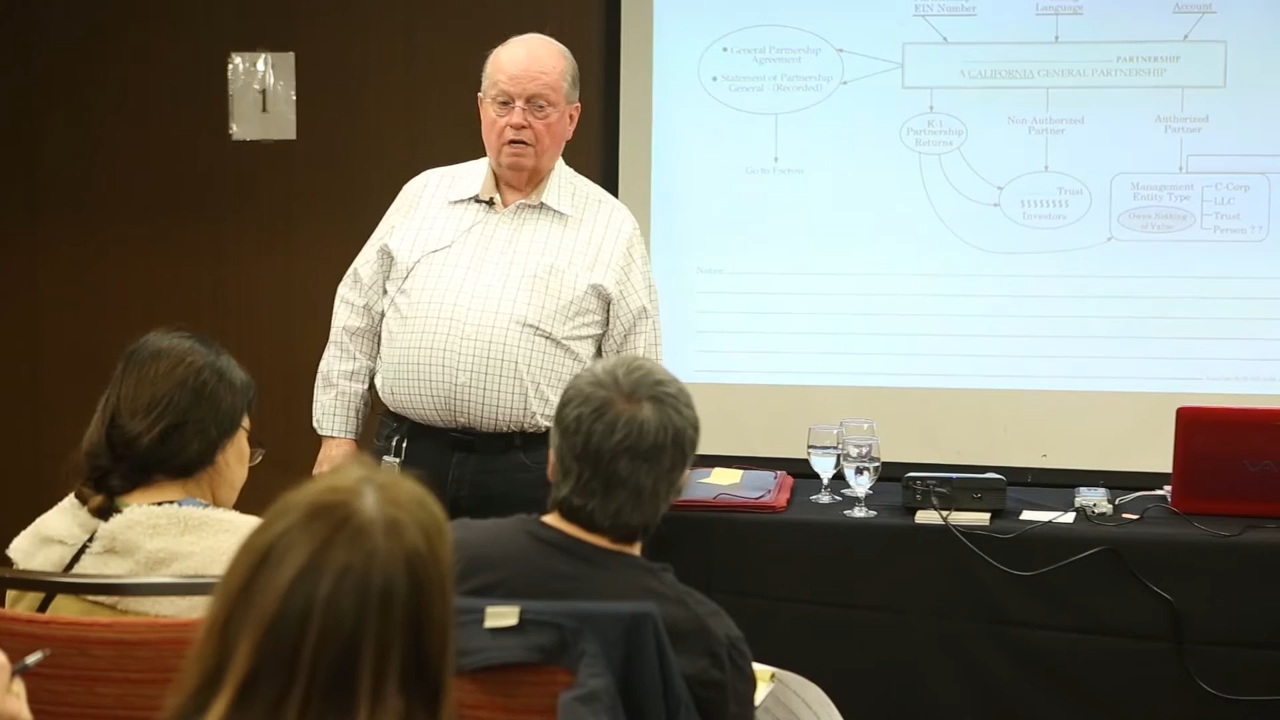 1
EIN Number
Language
Account
General Partnership
Agreement
Statement of Partnership
General - (Recorded)
PARTNERSHIP
A CALIFORNIA GENERAL PARTNERSHIP
K-1
Partnership
Returns
Non-Authorized
Partner
Authorized
Partner
Go to Escrow
Trust
$$$$$$$$
Investors
Management
Entity Type
Owns Nothing
of Value
C-Corp
LLC
Trust
Person ? ?
Notes